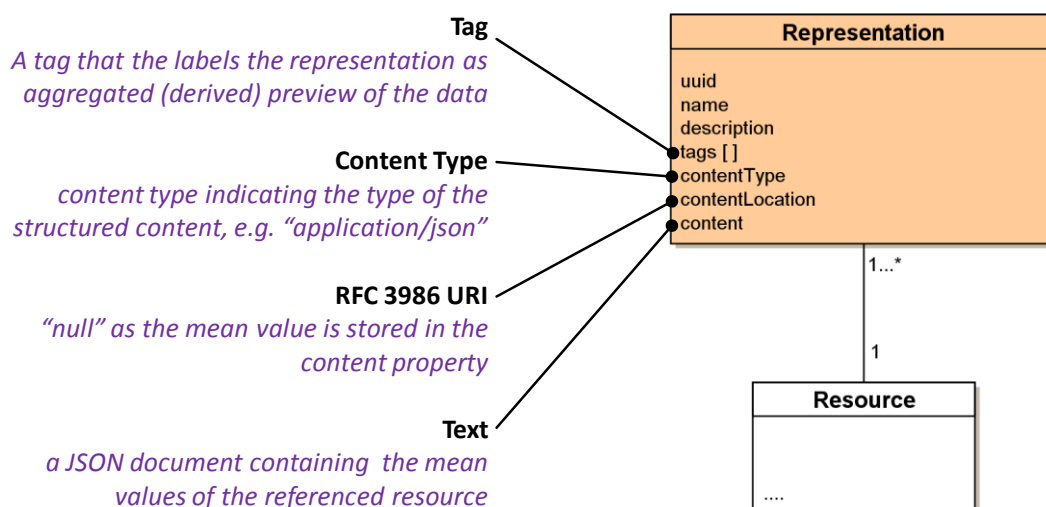 Tag
A tag that the labels the representation as
aggregated (derived) preview of the data
Content Type
content type indicating the type of the
structured content, e.g. “application/json”
RFC 3986 URI
“null” as the mean value is stored in the
content property
Text
a JSON document containing  the mean
values of the referenced resource
Representation
uuid
name
description
tags [ ]
contentType
contentLocation
content
1...*
1
Resource
....